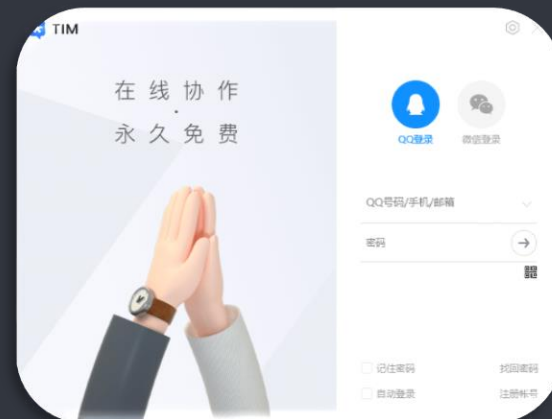 TIM
在线协作
·
永久免费
QQ登录 微信登录
QQ号码/手机/邮箱
密码
记住密码 找回密码
自动登录 注册帐号